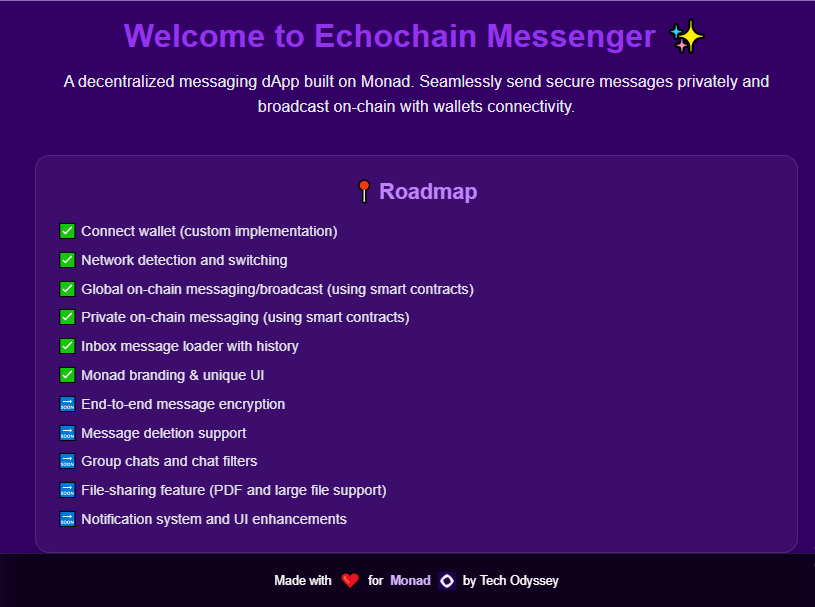 Welcome to Echochain Messenger ✨
A decentralized messaging dApp built on Monad. Seamlessly send secure messages privately and
broadcast on-chain with wallets connectivity.
📍 Roadmap
✅ Connect wallet (custom implementation)
✅ Network detection and switching
✅ Global on-chain messaging/broadcast (using smart contracts)
✅ Private on-chain messaging (using smart contracts)
✅ Inbox message loader with history
✅ Monad branding & unique UI
🔜 End-to-end message encryption
🔜 Message deletion support
🔜 Group chats and chat filters
🔜 File-sharing feature (PDF and large file support)
🔜 Notification system and UI enhancements
Made with ❤️ for Monad by Tech Odyssey